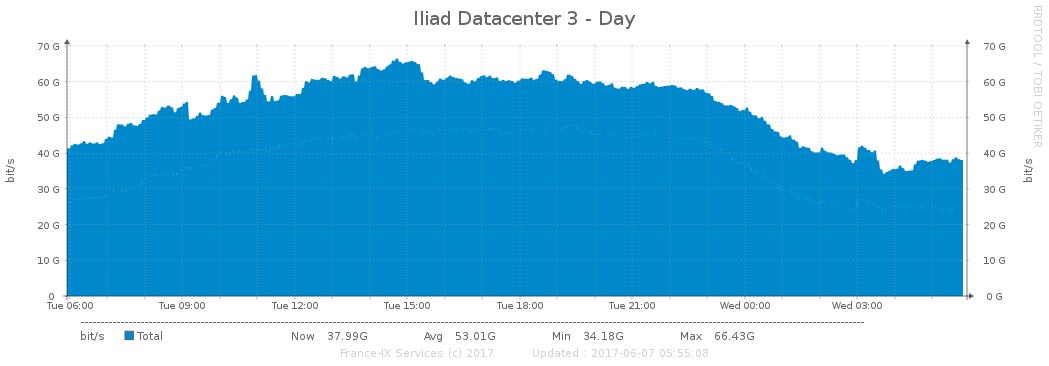 Iliad Datacenter 3 - Day
RRDTOOL / TOBI OETIKER
70 G 70 G
60 G 60 G
50 G 50 G
40 G 40 G
30 G 30 G
20 G 20 G
10 G 10 G
0 0 G
bit/s bit/s
Tue 06:00 Tue 09:00 Tue 12:00 Tue 15:00 Tue 18:00 Tue 21:00 Wed 00:00 Wed 03:00
bit/s Total Now 37.99G Avg 53.01G Min 34.18G Max 66.43G
France-IX Services (c) 2017 Updated : 2017-06-07 05:55:08